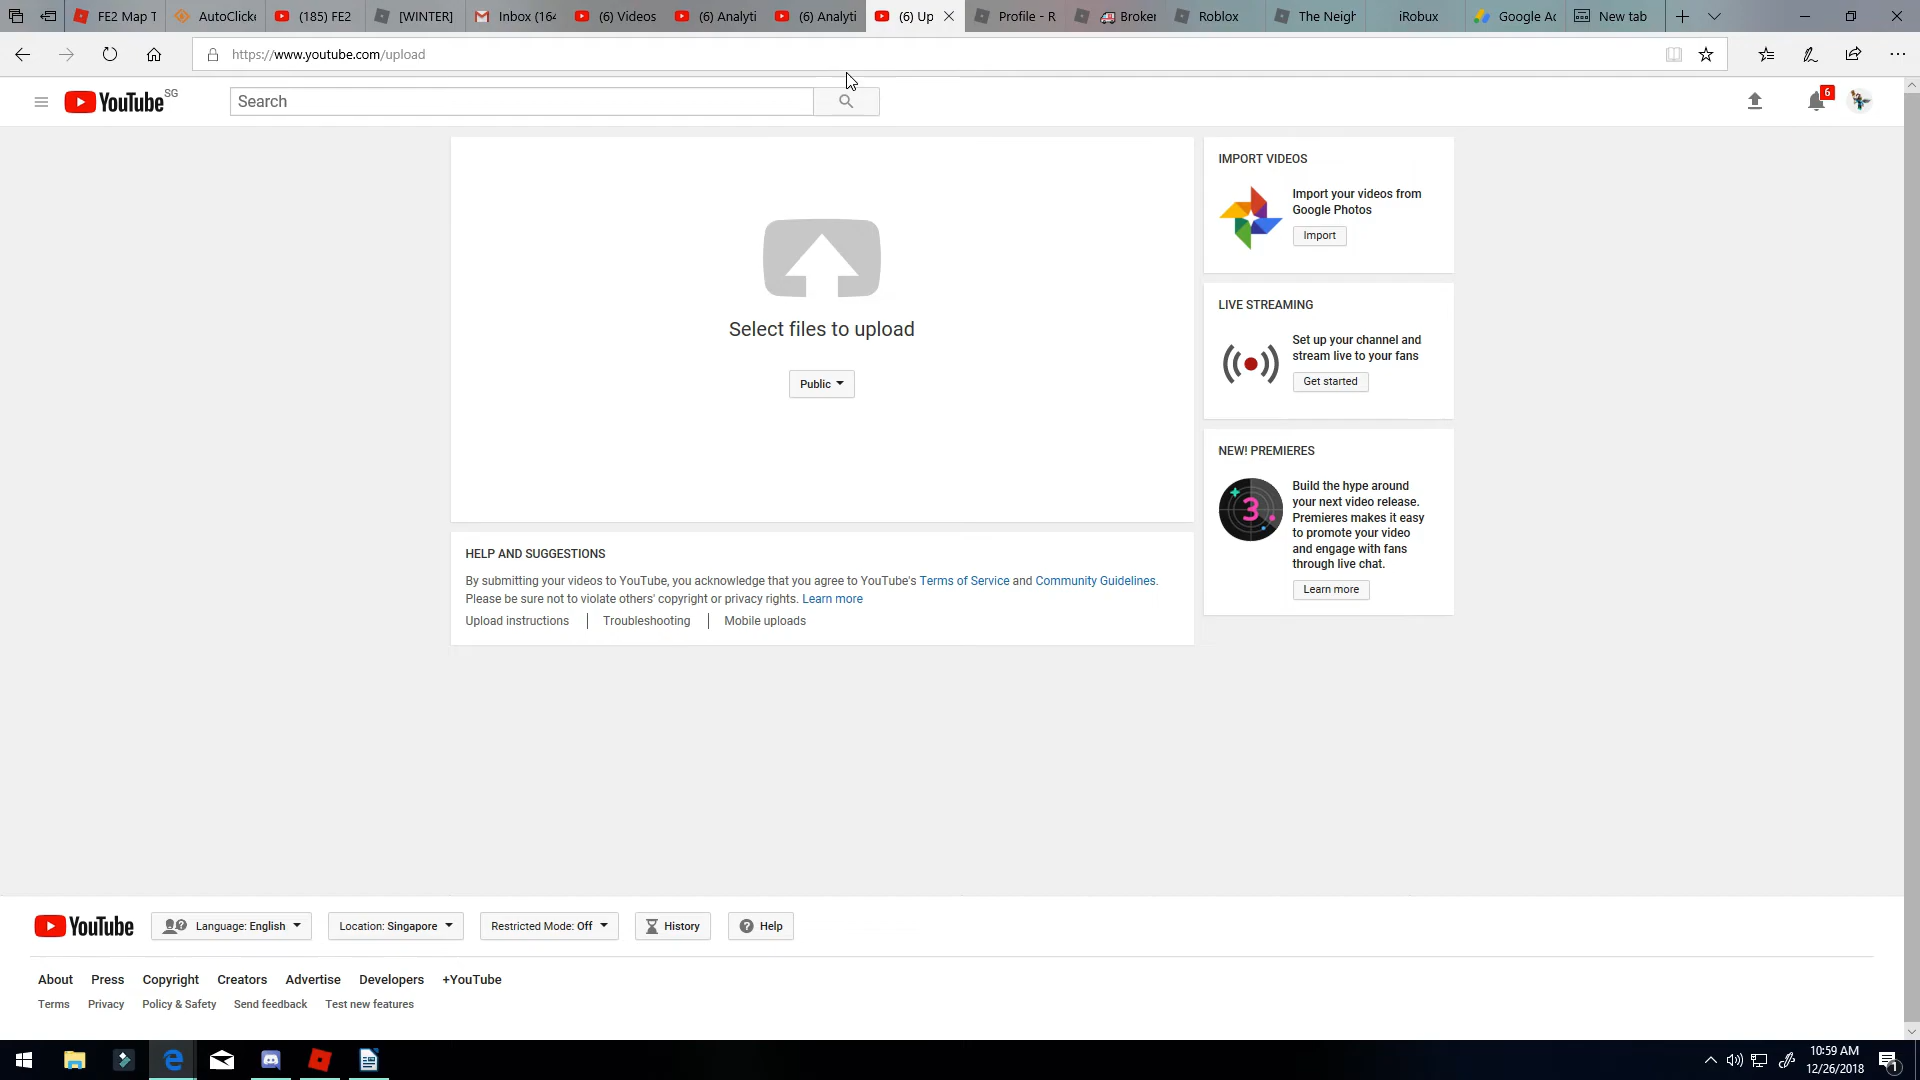 FE2 Map T
AutoClicke
(185) FE2
[WINTER]
Inbox (164
(6) Videos
(6) Analyti
(6) Analyti
(6) Up
Profile - R
Broker
Roblox
The Neigh
iRobux
Google Ac
New tab
https://www.youtube.com/upload
YouTube SG
Search
6
Select files to upload
Public
IMPORT VIDEOS
Import your videos from
Google Photos
Import
LIVE STREAMING
Set up your channel and
stream live to your fans
Get started
NEW! PREMIERES
3
Build the hype around
your next video release.
Premieres makes it easy
to promote your video
and engage with fans
through live chat.
Learn more
HELP AND SUGGESTIONS
By submitting your videos to YouTube, you acknowledge that you agree to YouTube's Terms of Service and Community Guidelines.
Please be sure not to violate others' copyright or privacy rights. Learn more
Upload instructions
Troubleshooting
Mobile uploads
YouTube
Language: English
Location: Singapore
Restricted Mode: Off
History
Help
About Press Copyright Creators Advertise Developers +YouTube
Terms Privacy Policy & Safety Send feedback Test new features
10:59 AM
12/26/2018
1